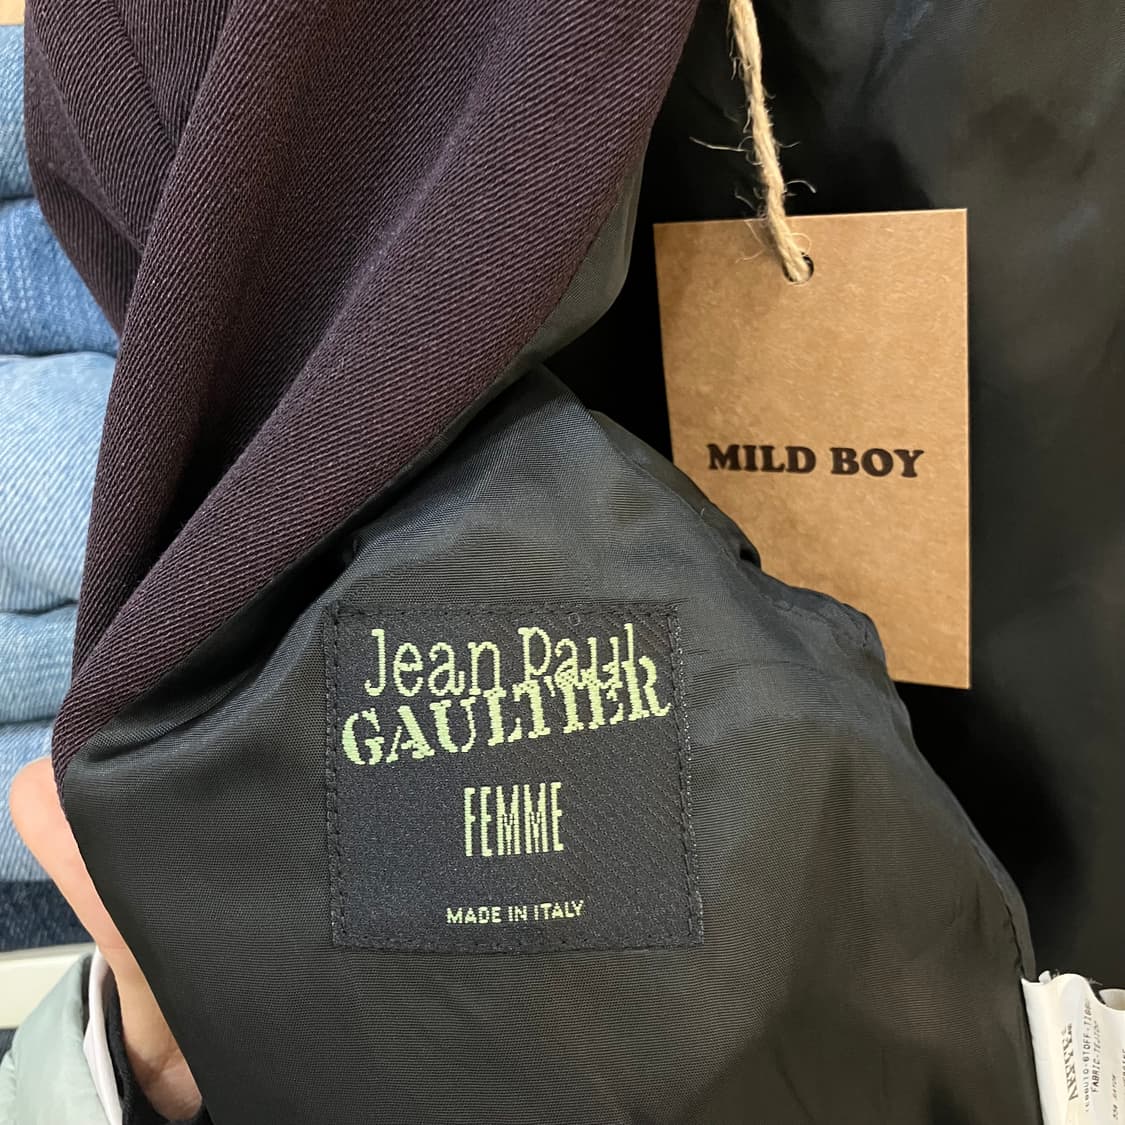 MILD BOY
Jean Paul
GAULTIER
FEMME
MADE IN ITALY